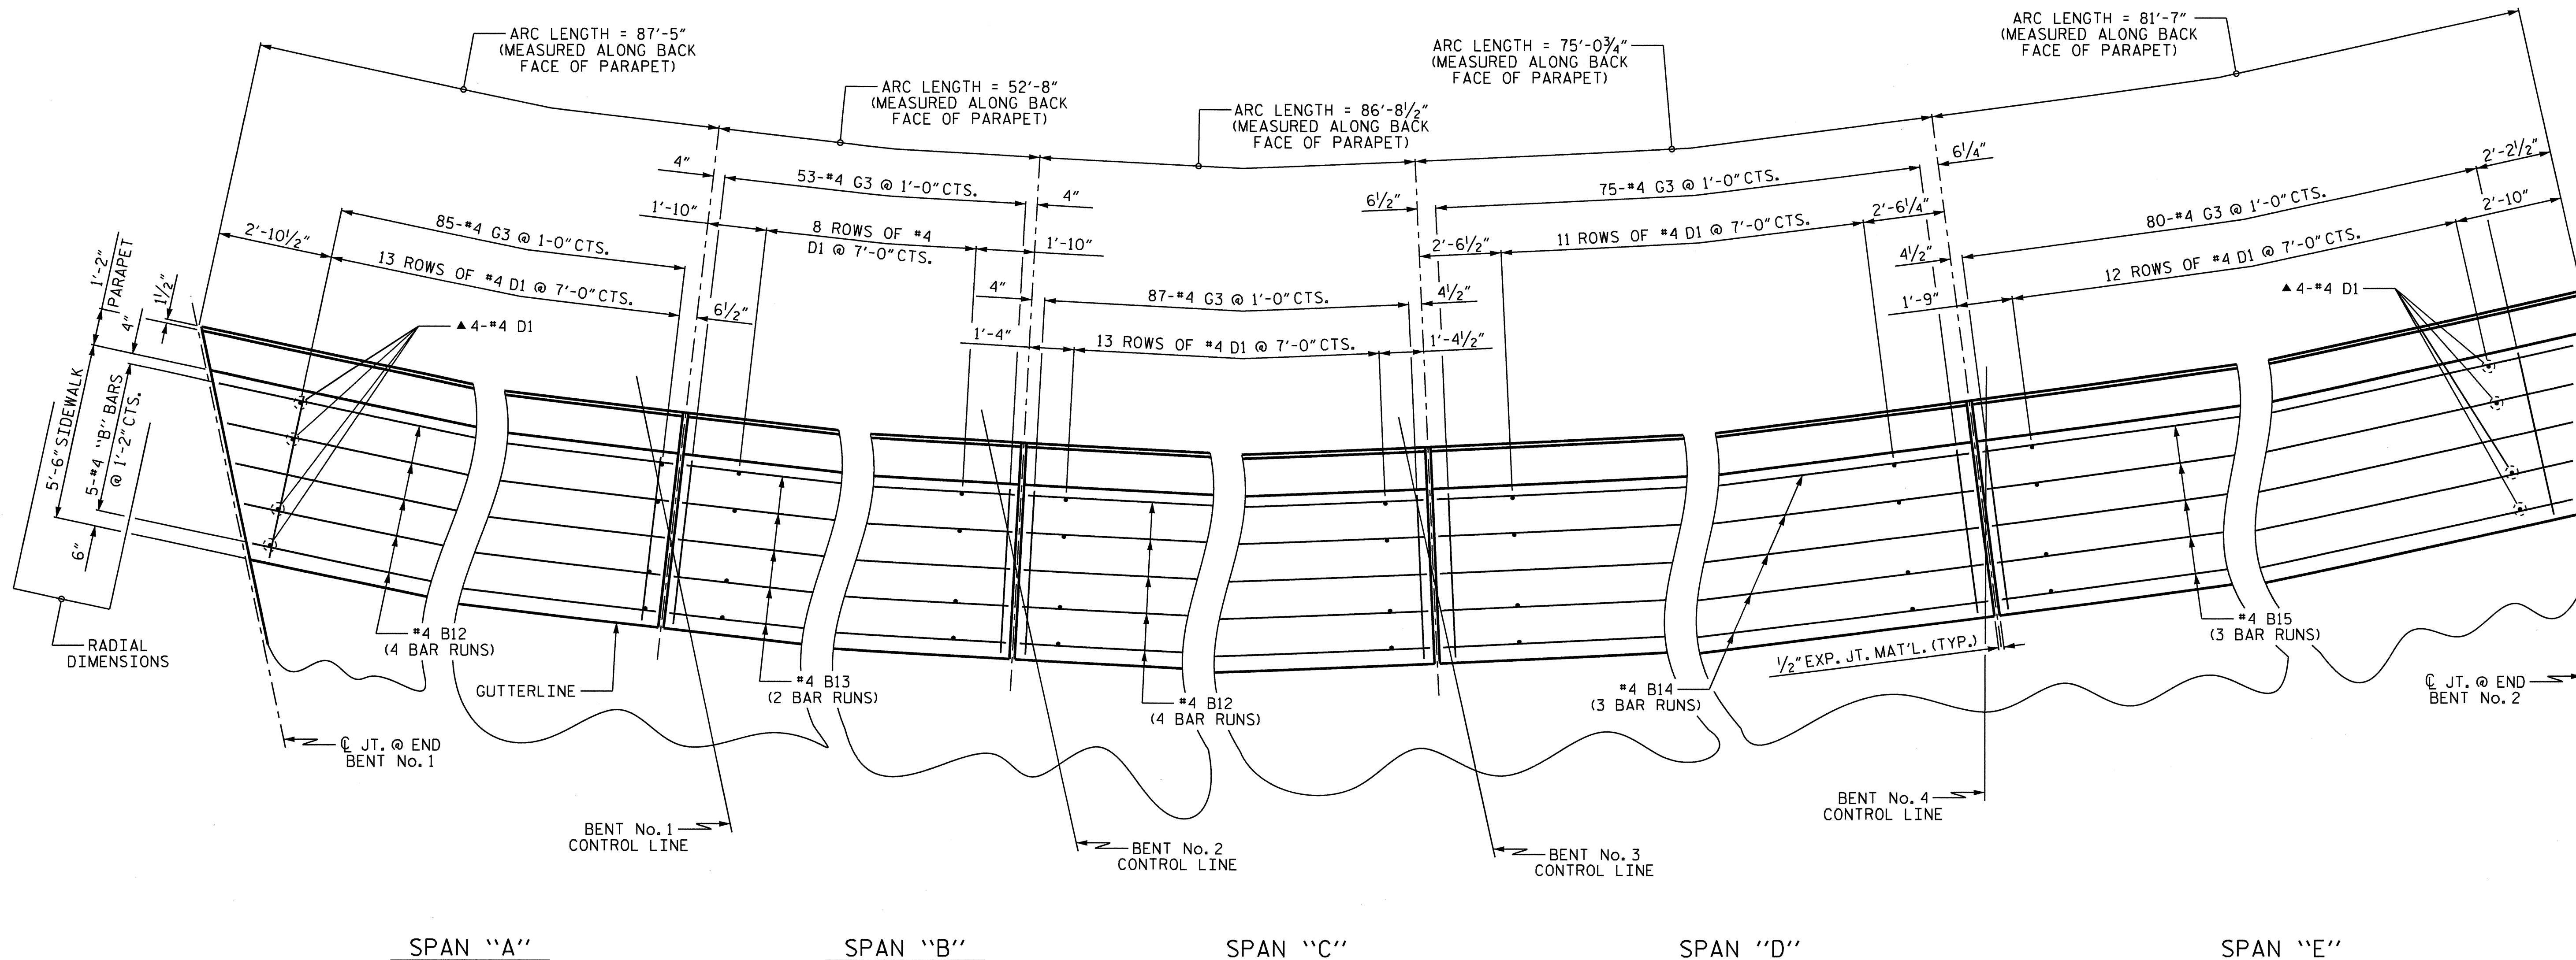 ARC LENGTH = 87'-5"
(MEASURED ALONG BACK
FACE OF PARAPET)
ARC LENGTH = 52'-8"
(MEASURED ALONG BACK
FACE OF PARAPET)
ARC LENGTH = 86'-8½"
(MEASURED ALONG BACK
FACE OF PARAPET)
ARC LENGTH = 75'-0¾"
(MEASURED ALONG BACK
FACE OF PARAPET)
ARC LENGTH = 81'-7"
(MEASURED ALONG BACK
FACE OF PARAPET)
4"
53-#4 G3 @ 1'-0" CTS.
4"
6½"
75-#4 G3 @ 1'-0" CTS.
6¼"
2'-2½"
2'-10½"
85-#4 G3 @ 1-0" CTS.
1'-10"
8 ROWS OF #4
D1 @ 7'-0" CTS.
1'-10"
2'-6½"
11 ROWS OF #4 D1 @ 7'-0" CTS.
2'-6¼"
80-#4 G3 @ 1'-0" CTS.
2'-10"
13 ROWS OF #4 D1 @ 7'-0" CTS.
6½"
4"
87-#4 G3 @ 1'-0" CTS.
4½"
4½"
12 ROWS OF #4 D1 @ 7'-0" CTS.
1'-4"
13 ROWS OF #4 D1 @ 7'-0" CTS.
1'-4½"
1'-9"
▲ 4-#4 D1
▲ 4-#4 D1
1'-2"
PARAPET
1½"
4"
5'-6" SIDEWALK
5-#4 "B" BARS
@ 1'-2" CTS.
6"
RADIAL
DIMENSIONS
#4 B12
(4 BAR RUNS)
GUTTERLINE
#4 B13
(2 BAR RUNS)
#4 B12
(4 BAR RUNS)
#4 B14
(3 BAR RUNS)
½" EXP. JT. MAT'L. (TYP.)
#4 B15
(3 BAR RUNS)
℄ JT. @ END
BENT No. 2
℄ JT. @ END
BENT No. 1
BENT No. 1
CONTROL LINE
BENT No. 2
CONTROL LINE
BENT No. 3
CONTROL LINE
BENT No. 4
CONTROL LINE
SPAN "A"
SPAN "B"
SPAN "C"
SPAN "D"
SPAN "E"